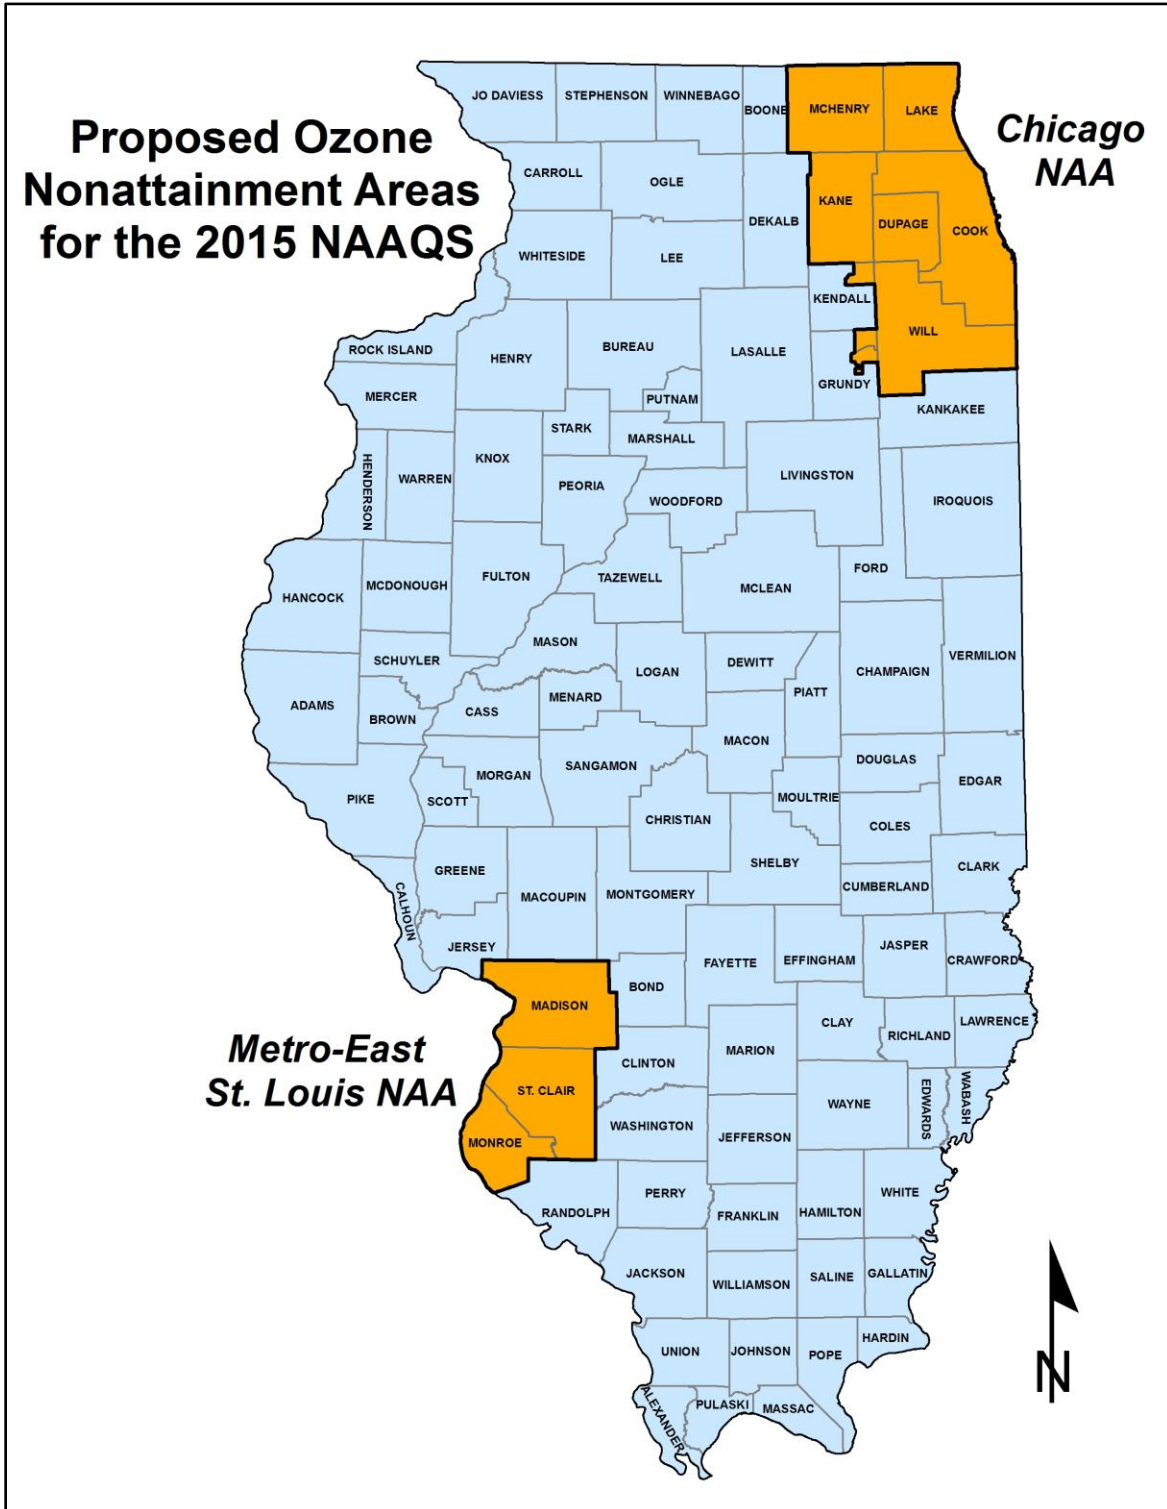 Proposed Ozone
Nonattainment Areas
for the 2015 NAAQS
Chicago
NAA
Metro-East
St. Louis NAA
JO DAVIESS
STEPHENSON
WINNEBAGO
BOONE
MCHENRY
LAKE
CARROLL
OGLE
DEKALB
KANE
DUPAGE
COOK
WHITESIDE
LEE
KENDALL
WILL
ROCK ISLAND
HENRY
BUREAU
LASALLE
GRUNDY
MERCER
PUTNAM
KANKAKEE
STARK
MARSHALL
HENDERSON
WARREN
KNOX
PEORIA
WOODFORD
LIVINGSTON
IROQUOIS
HANCOCK
MCDONOUGH
FULTON
TAZEWELL
MCLEAN
FORD
MASON
SCHUYLER
LOGAN
DEWITT
CHAMPAIGN
VERMILION
ADAMS
BROWN
CASS
MENARD
PIATT
MACON
SANGAMON
DOUGLAS
EDGAR
PIKE
SCOTT
MORGAN
CHRISTIAN
MOULTRIE
COLES
SHELBY
GREENE
CALHOUN
MACOUPIN
MONTGOMERY
CUMBERLAND
CLARK
JERSEY
FAYETTE
EFFINGHAM
JASPER
CRAWFORD
MADISON
BOND
CLAY
RICHLAND
LAWRENCE
CLINTON
MARION
ST. CLAIR
WAYNE
EDWARDS
WABASH
MONROE
WASHINGTON
JEFFERSON
RANDOLPH
PERRY
FRANKLIN
HAMILTON
WHITE
JACKSON
WILLIAMSON
SALINE
GALLATIN
UNION
JOHNSON
POPE
HARDIN
ALEXANDER
PULASKI
MASSAC
N